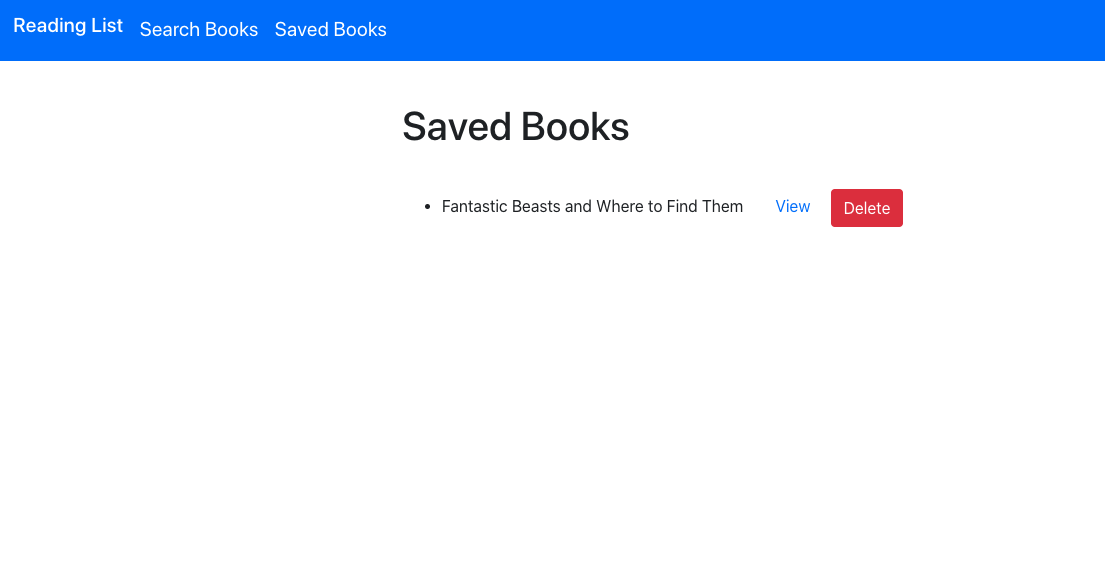 Reading List Search Books Saved Books
Saved Books
Fantastic Beasts and Where to Find Them View Delete